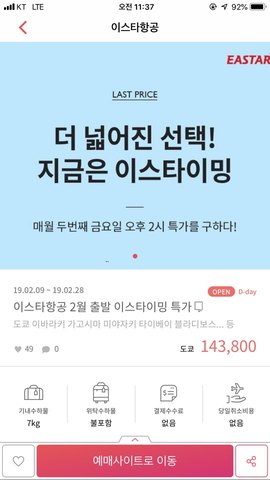 KT LTE 오전 11:37 92%
이스타항공
EASTAR
LAST PRICE
더 넓어진 선택!
지금은 이스타이밍
매월 두번째 금요일 오후 2시 특가를 구하다!
19.02.09 ~ 19.02.28 OPEN D-day
이스타항공 2월 출발 이스타이밍 특가
도쿄 이바라키 가고시마 미야자키 타이베이 블라디보스... 등
49 0 도쿄 143,800
기내수하물 위탁수하물 결제수수료 당일취소비용
7kg 불포함 없음 없음
예매사이트로 이동